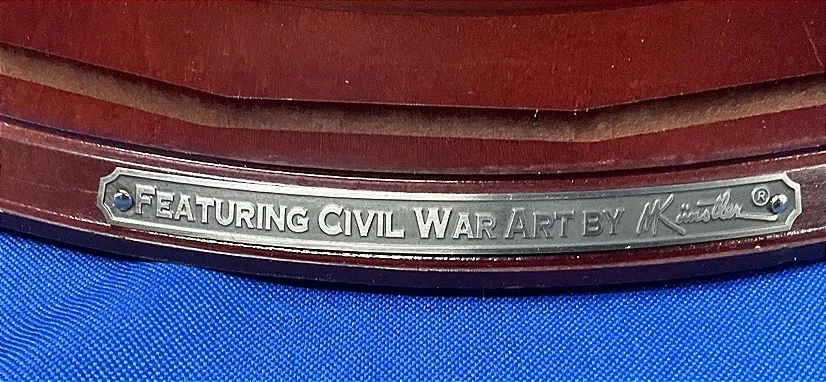 FEATURING CIVIL WAR ART BY MKünstler ®